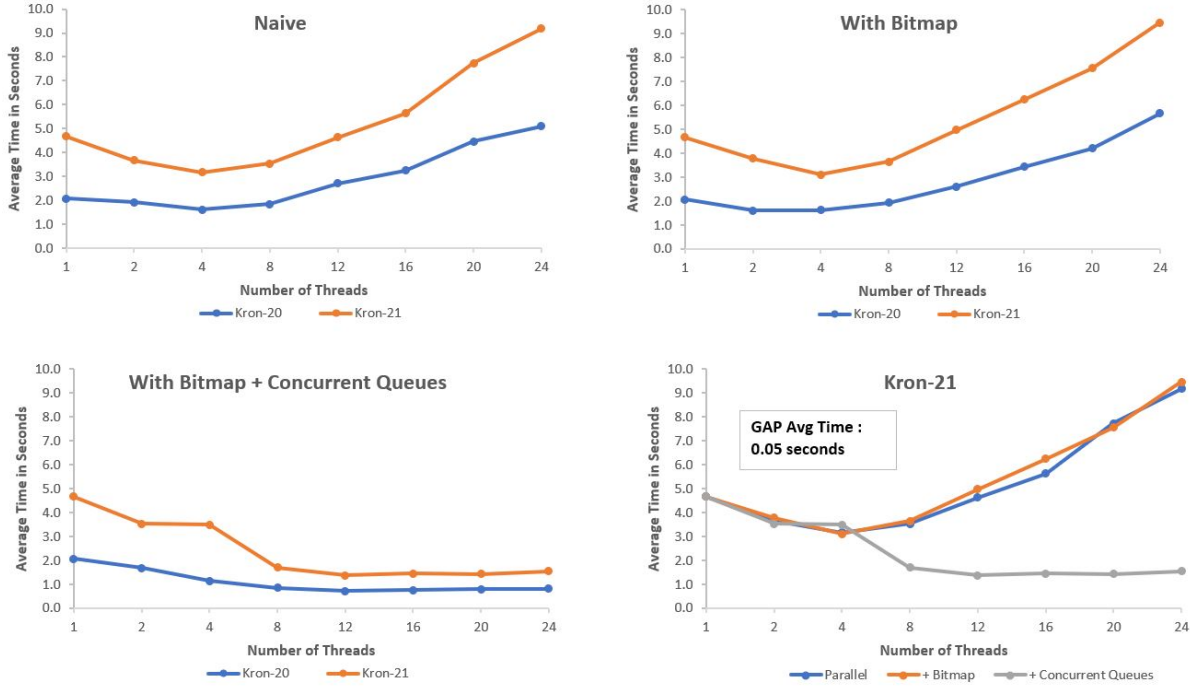 Naive
Average Time in Seconds
10.0
9.0
8.0
7.0
6.0
5.0
4.0
3.0
2.0
1.0
0.0
1 2 4 8 12 16 20 24
Number of Threads
Kron-20 Kron-21
With Bitmap
Average Time in Seconds
10.0
9.0
8.0
7.0
6.0
5.0
4.0
3.0
2.0
1.0
0.0
1 2 4 8 12 16 20 24
Number of Threads
Kron-20 Kron-21
With Bitmap + Concurrent Queues
Average Time in Seconds
10.0
9.0
8.0
7.0
6.0
5.0
4.0
3.0
2.0
1.0
0.0
1 2 4 8 12 16 20 24
Number of Threads
Kron-20 Kron-21
Kron-21
GAP Avg Time :
0.05 seconds
Average Time in Seconds
10.0
9.0
8.0
7.0
6.0
5.0
4.0
3.0
2.0
1.0
0.0
1 2 4 8 12 16 20 24
Number of Threads
Parallel + Bitmap + Concurrent Queues